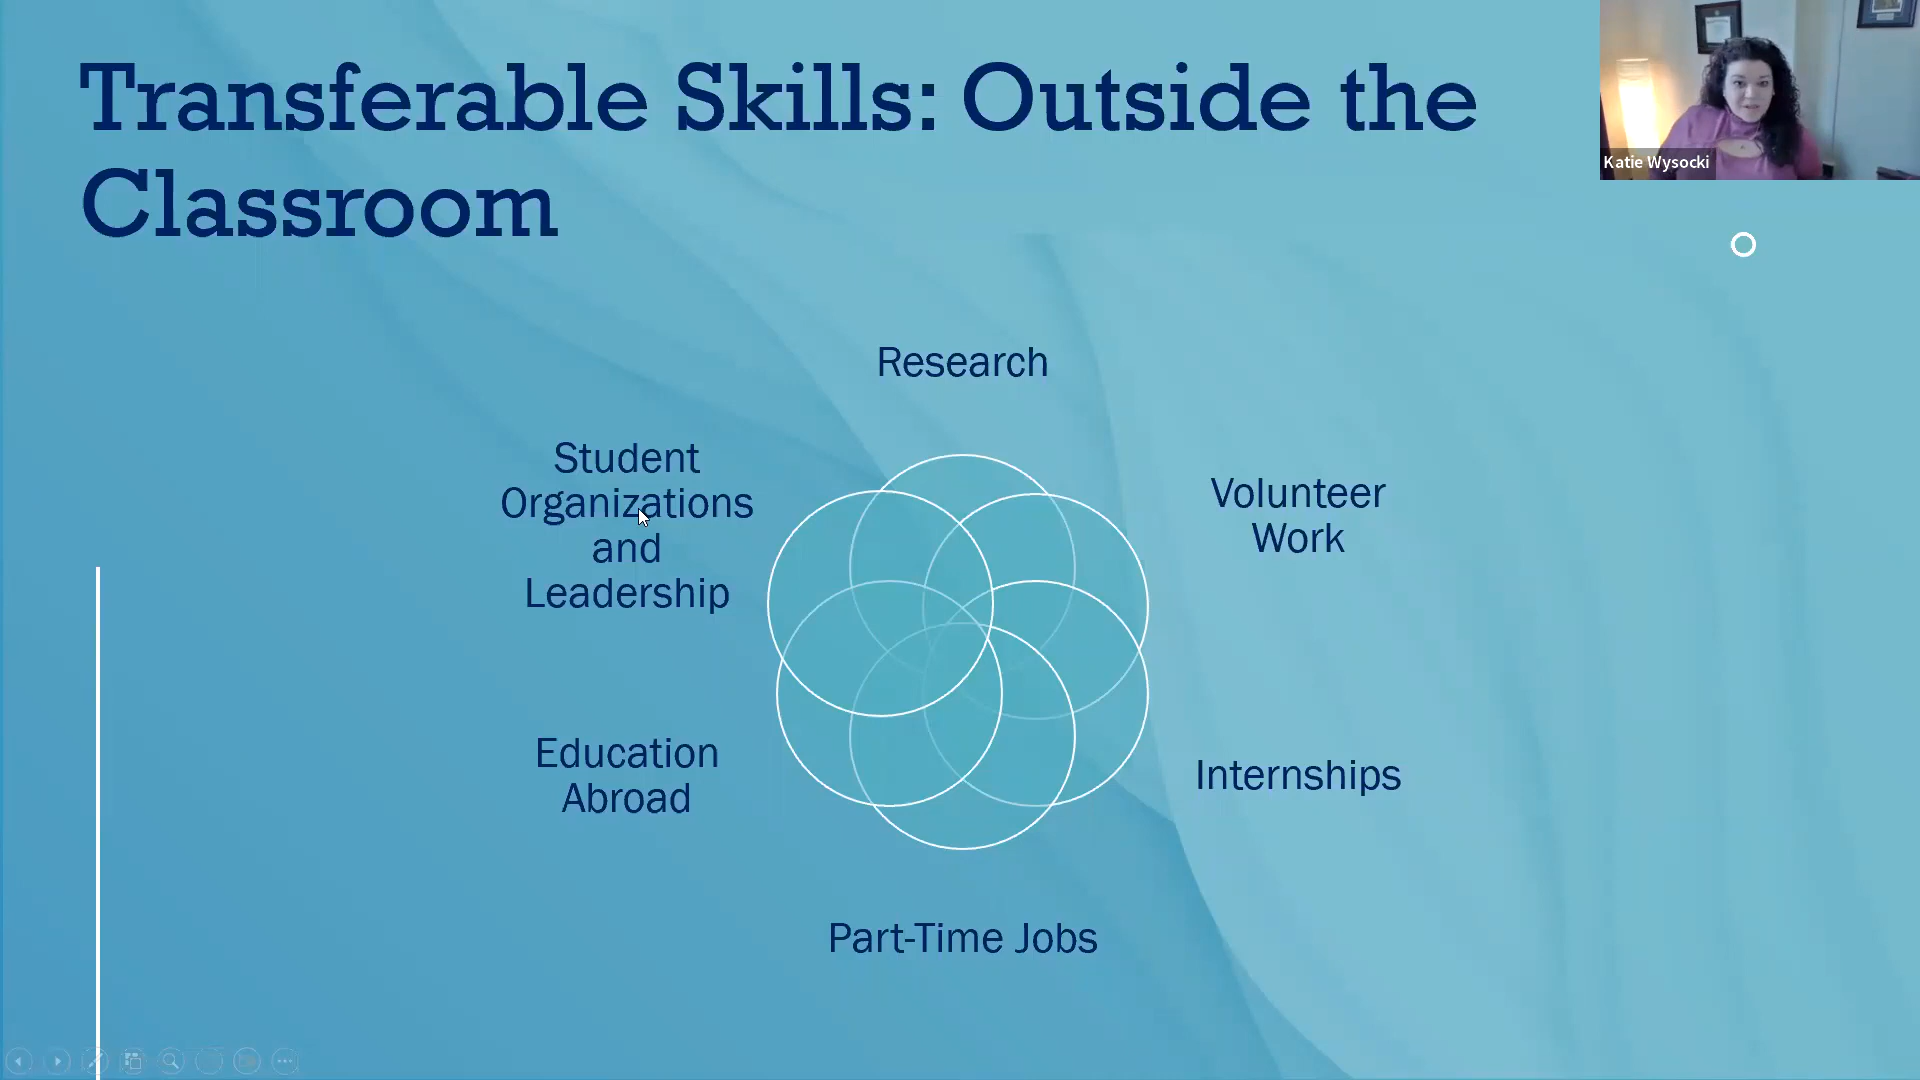 Transferable Skills: Outside the
Classroom
Katie Wysocki
Research
Student
Organizations
and
Leadership
Volunteer
Work
Education
Abroad
Internships
Part-Time Jobs